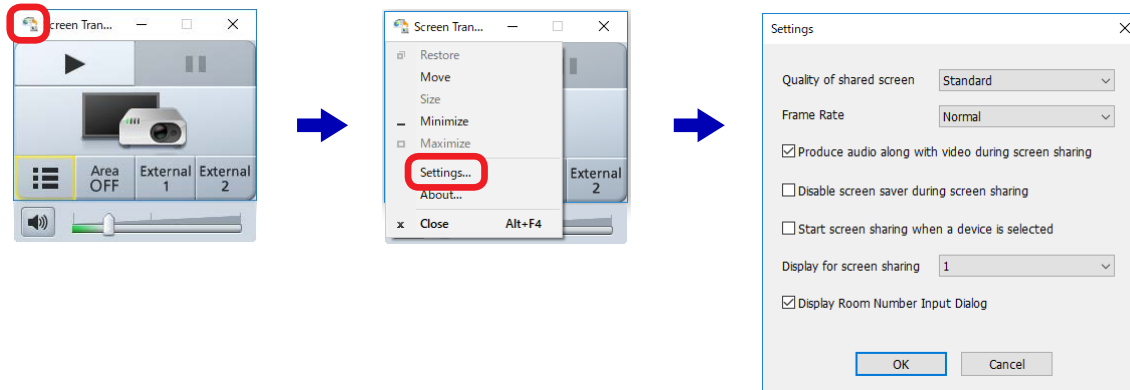 Screen Tran...
Area
OFF
External
1
External
2
Screen Tran...
Restore
Move
Size
Minimize
Maximize
Settings...
About...
x Close Alt+F4
External
2
Settings
Quality of shared screen Standard
Frame Rate Normal
Produce audio along with video during screen sharing
Disable screen saver during screen sharing
Start screen sharing when a device is selected
Display for screen sharing 1
Display Room Number Input Dialog
OK Cancel